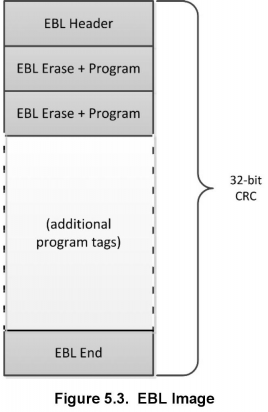 EBL Header
EBL Erase + Program
EBL Erase + Program
(additional
program tags)
32-bit
CRC
EBL End
Figure 5.3.  EBL Image